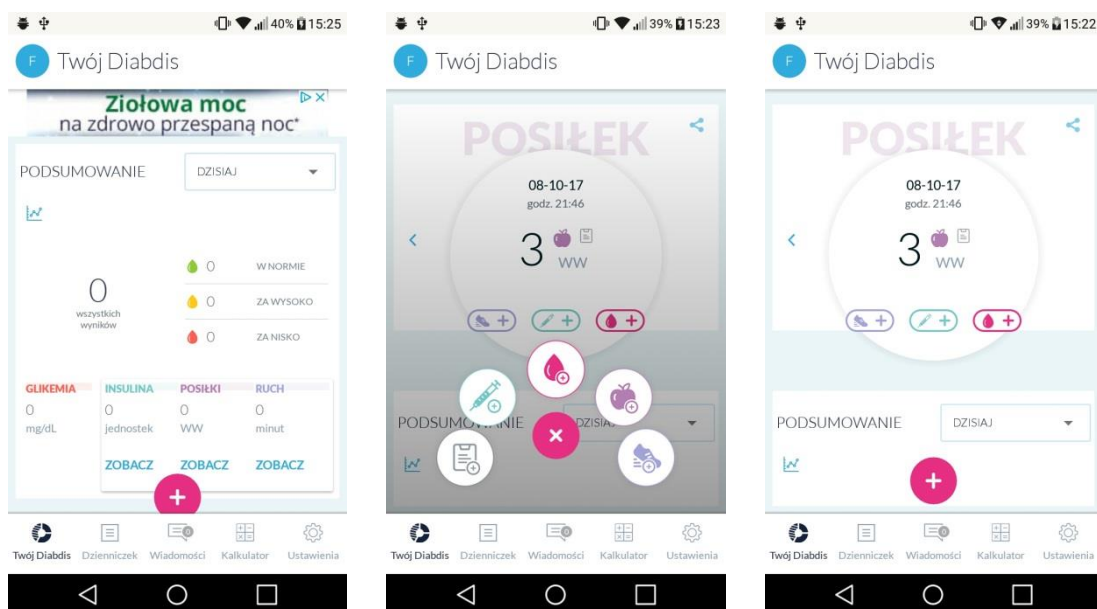 40% 15:25
F Twój Diabdis
Ziołowa moc
na zdrowo przespaną noc*
PODSUMOWANIE DZISIAJ
0
wszystkich
wyników
0 W NORMIE
0 ZA WYSOKO
0 ZA NISKO
GLIKEMIA INSULINA POSIŁKI RUCH
0 0 0 0
mg/dL jednostek WW minut
ZOBACZ ZOBACZ ZOBACZ
+
0
Twój Diabdis Dzienniczek Wiadomości Kalkulator Ustawienia
39% 15:23
F Twój Diabdis
POSIŁEK
08-10-17
godz. 21:46
3 WW
+ + +
PODSUMOWANIE DZISIAJ
0
Twój Diabdis Dzienniczek Wiadomości Kalkulator Ustawienia
39% 15:22
F Twój Diabdis
POSIŁEK
08-10-17
godz. 21:46
3 WW
+ + +
PODSUMOWANIE DZISIAJ
+
0
Twój Diabdis Dzienniczek Wiadomości Kalkulator Ustawienia